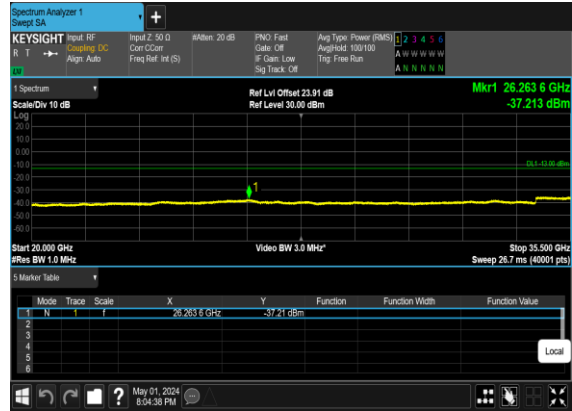 Spectrum Analyzer 1
Swept SA
KEYSIGHT Input: RF Input Z: 50 Ω #Atten: 20 dB PNO: Fast Avg Type: Power (RMS) 1 2 3 4 5 6
R T Coupling: DC Corr CCorr Gate: Off Avg|Hold: 100/100 A W W W W W
Align: Auto Freq Ref: Int (S) IF Gain: Low Trig: Free Run
Sig Track: Off A N N N N N
1 Spectrum Ref Lvl Offset 23.91 dB Mkr1 26.263 6 GHz
Scale/Div 10 dB Ref Level 30.00 dBm -37.213 dBm
Log
20.0
10.0
0.00
-10.0 DL1 -13.00 dBm
-20.0
-30.0 1
-40.0
-50.0
-60.0
Start 20.000 GHz Video BW 3.0 MHz* Stop 35.500 GHz
#Res BW 1.0 MHz Sweep 26.7 ms (40001 pts)
5 Marker Table
Mode Trace Scale X Y Function Function Width Function Value
1 N 1 f 26.263 6 GHz -37.21 dBm
2
3
4
5
6
Local
? May 01, 2024
8:04:38 PM